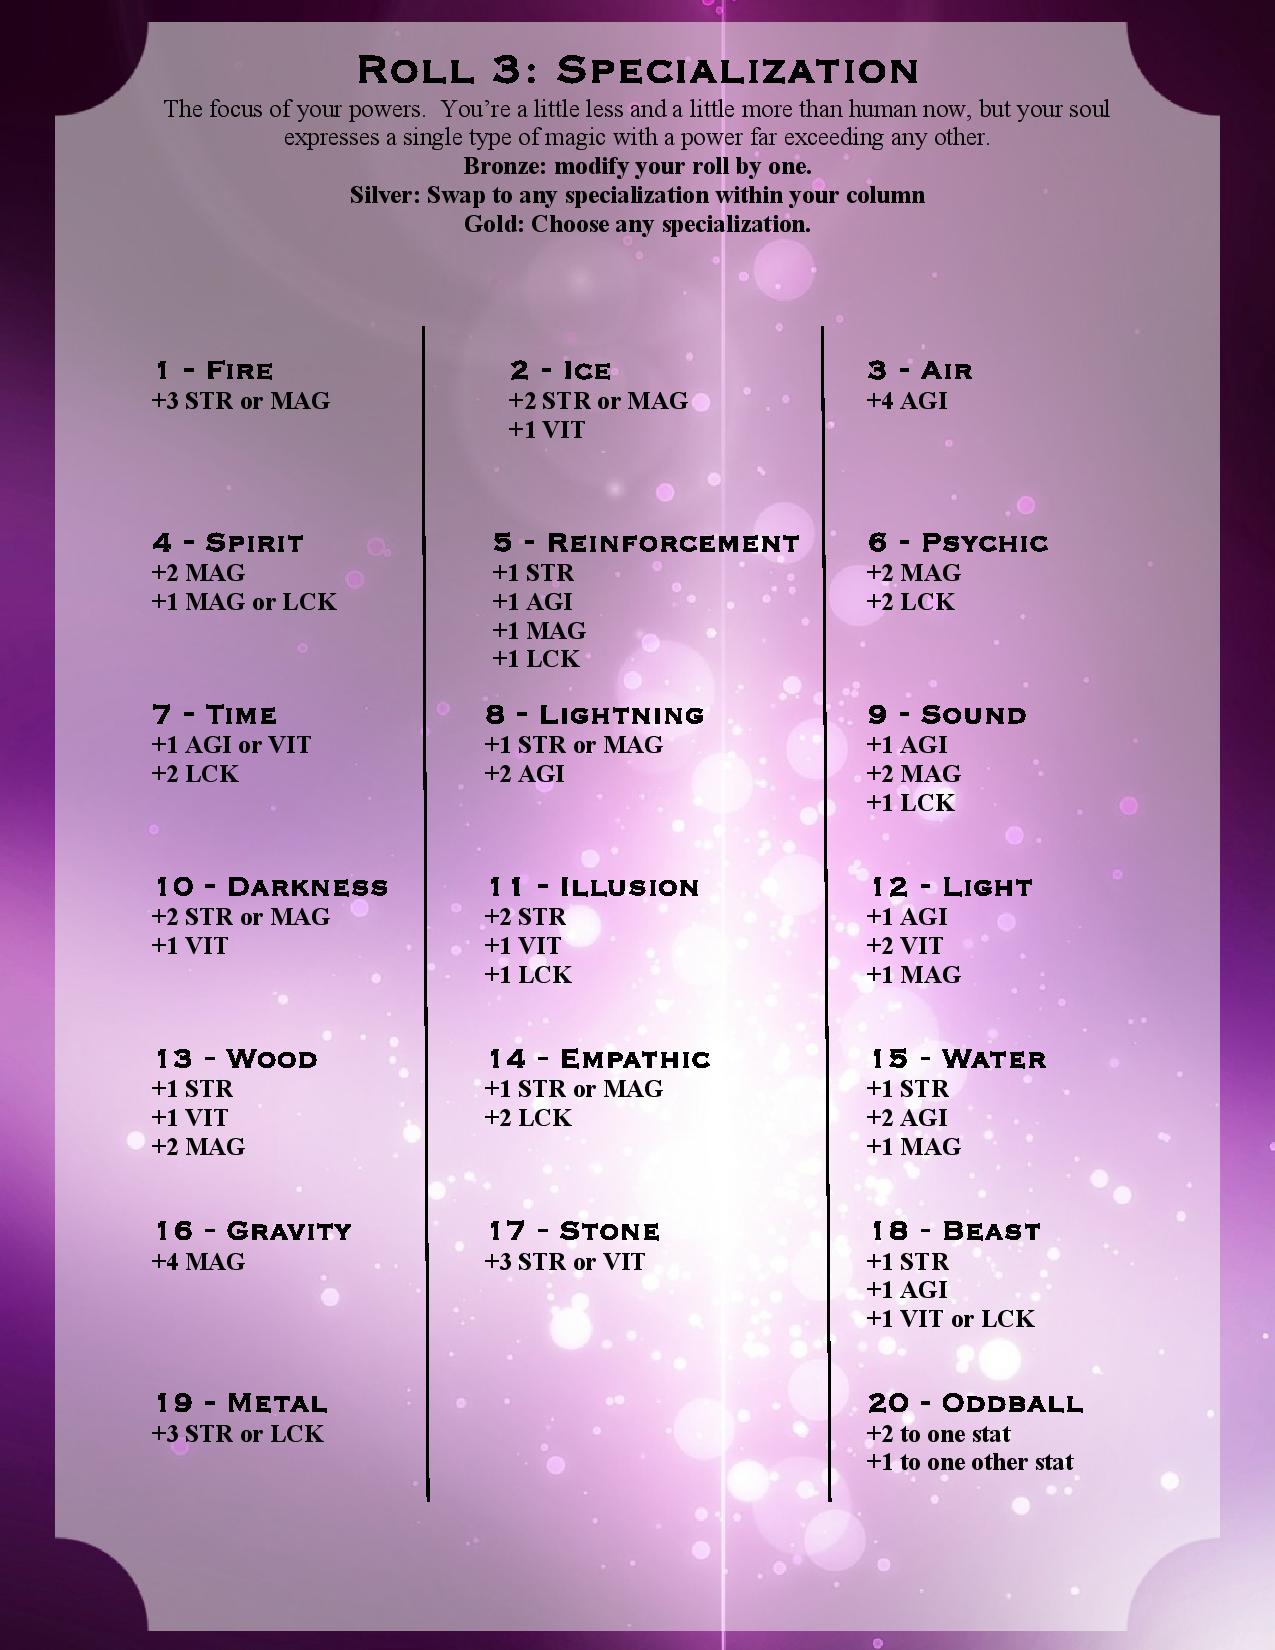 Roll 3: Specialization
The focus of your powers.  You're a little less and a little more than human now, but your soul
expresses a single type of magic with a power far exceeding any other.
Bronze: modify your roll by one.
Silver: Swap to any specialization within your column
Gold: Choose any specialization.
1 - Fire
+3 STR or MAG
2 - Ice
+2 STR or MAG
+1 VIT
3 - Air
+4 AGI
4 - Spirit
+2 MAG
+1 MAG or LCK
5 - Reinforcement
+1 STR
+1 AGI
+1 MAG
+1 LCK
6 - Psychic
+2 MAG
+2 LCK
7 - Time
+1 AGI or VIT
+2 LCK
8 - Lightning
+1 STR or MAG
+2 AGI
9 - Sound
+1 AGI
+2 MAG
+1 LCK
10 - Darkness
+2 STR or MAG
+1 VIT
11 - Illusion
+2 STR
+1 VIT
+1 LCK
12 - Light
+1 AGI
+2 VIT
+1 MAG
13 - Wood
+1 STR
+1 VIT
+2 MAG
14 - Empathic
+1 STR or MAG
+2 LCK
15 - Water
+1 STR
+2 AGI
+1 MAG
16 - Gravity
+4 MAG
17 - Stone
+3 STR or VIT
18 - Beast
+1 STR
+1 AGI
+1 VIT or LCK
19 - Metal
+3 STR or LCK
20 - Oddball
+2 to one stat
+1 to one other stat